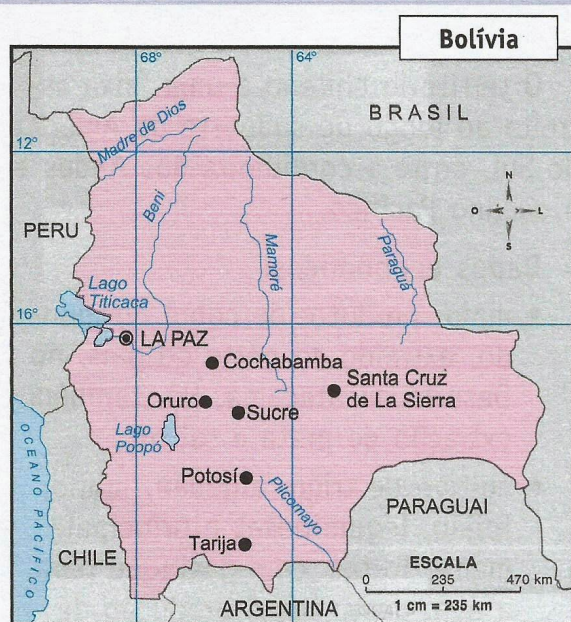 Bolívia
68°
64°
BRASIL
Madre de Dios
12°
N
O
L
S
Beni
PERU
Mamoré
Paraguá
Lago
Titicaca
16°
LA PAZ
Cochabamba
Santa Cruz
de La Sierra
Oruro
Sucre
Lago
Poopó
Potosí
Pilcomayo
OCEANO PACÍFICO
PARAGUAI
Tarija
CHILE
ESCALA
0 235 470 km
1 cm = 235 km
ARGENTINA